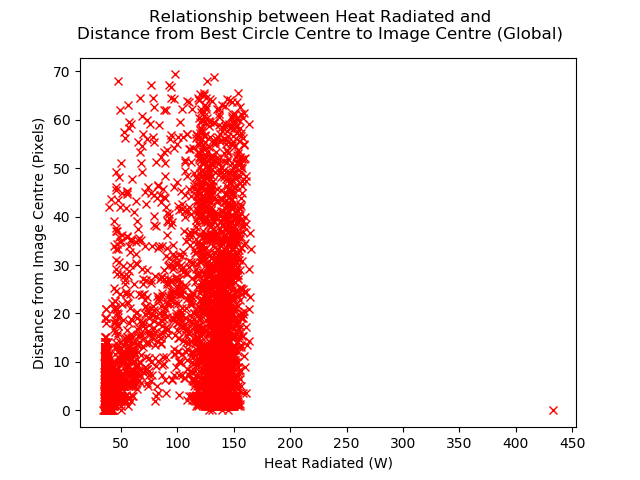 Relationship between Heat Radiated and
Distance from Best Circle Centre to Image Centre (Global)
Distance from Image Centre (Pixels)
70
60
50
40
30
20
10
0
50 100 150 200 250 300 350 400 450
Heat Radiated (W)